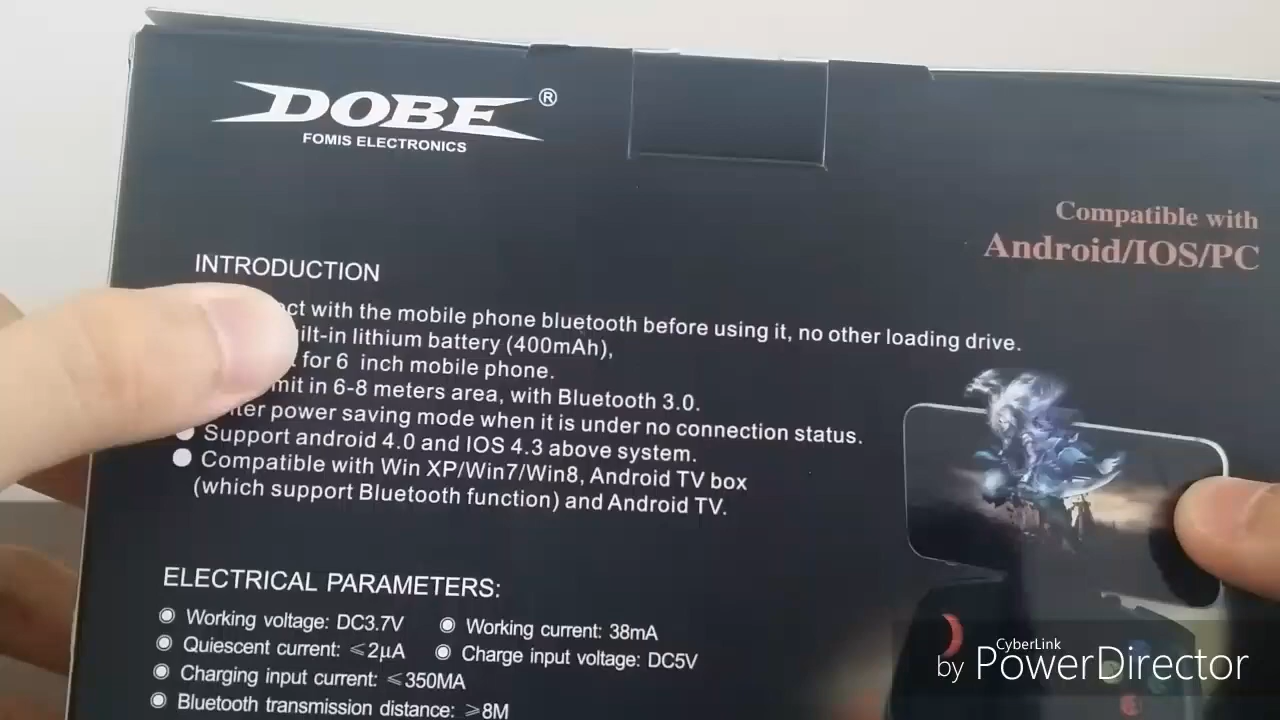 DOBE ®
FOMIS ELECTRONICS
Compatible with
Android/IOS/PC
INTRODUCTION
with the mobile phone bluetooth before using it, no other loading drive.
lithium battery (400mAh),
for 6 inch mobile phone.
in 6-8 meters area, with Bluetooth 3.0.
power saving mode when it is under no connection status.
Support android 4.0 and IOS 4.3 above system.
Compatible with Win XP/Win7/Win8, Android TV box
(which support Bluetooth function) and Android TV.
ELECTRICAL PARAMETERS:
Working voltage: DC3.7V
Working current: 38mA
Quiescent current: ≤2μA
Charge input voltage: DC5V
Charging input current: ≤350MA
Bluetooth transmission distance: ≥8M
CyberLink
by PowerDirector